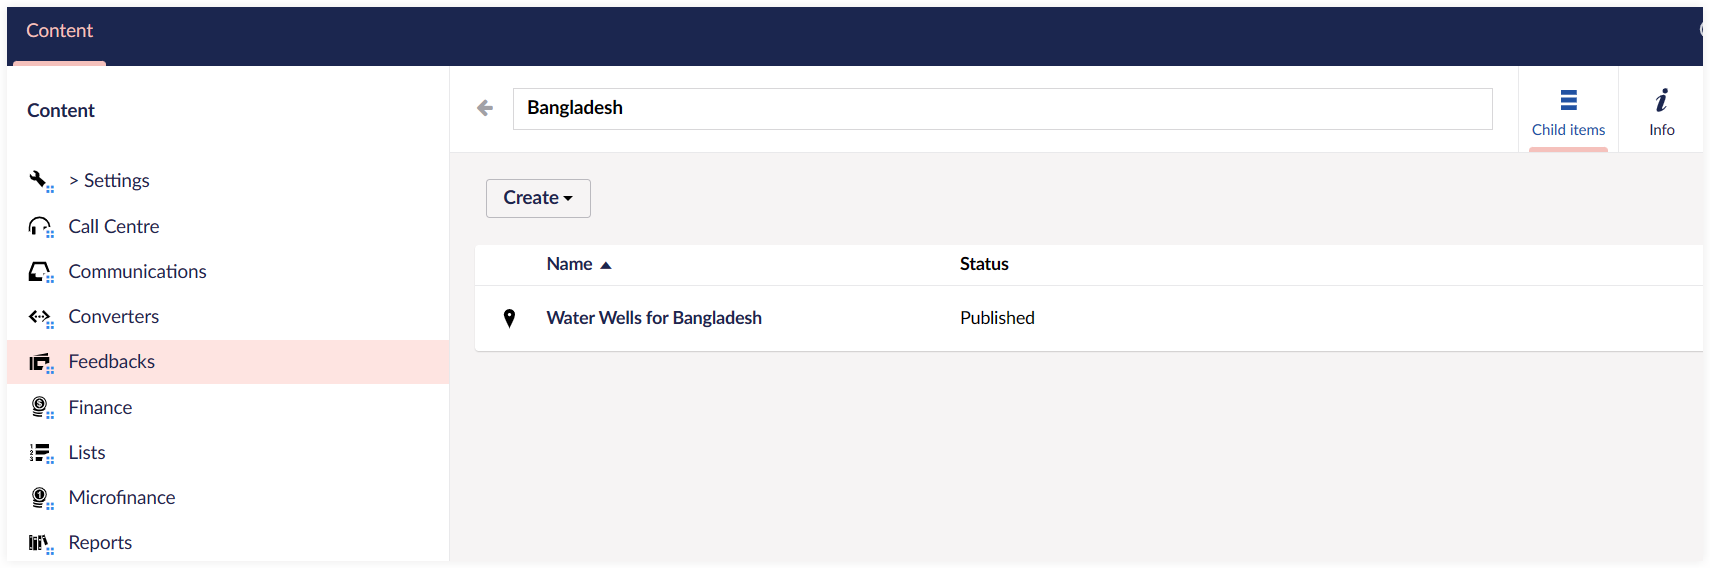 Content
Content
> Settings
Call Centre
Communications
Converters
Feedbacks
Finance
Lists
Microfinance
Reports
Bangladesh
Child items
Info
Create
Name
Status
Water Wells for Bangladesh
Published